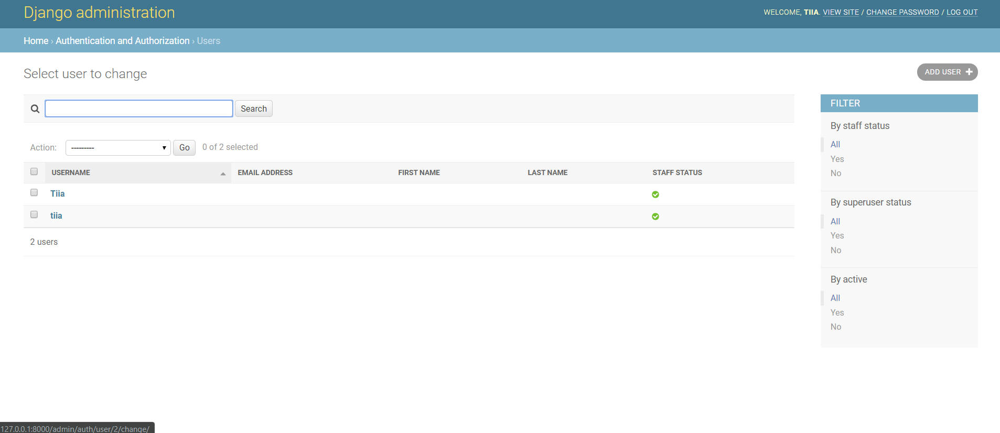 Django administration
WELCOME, TIIA. VIEW SITE / CHANGE PASSWORD / LOG OUT
Home › Authentication and Authorization › Users
Select user to change
ADD USER
Search
Action: --------- Go 0 of 2 selected
USERNAME EMAIL ADDRESS FIRST NAME LAST NAME STAFF STATUS
Tiia
tiia
2 users
FILTER
By staff status
All
Yes
No
By superuser status
All
Yes
No
By active
All
Yes
No
127.0.0.1:8000/admin/auth/user/2/change/